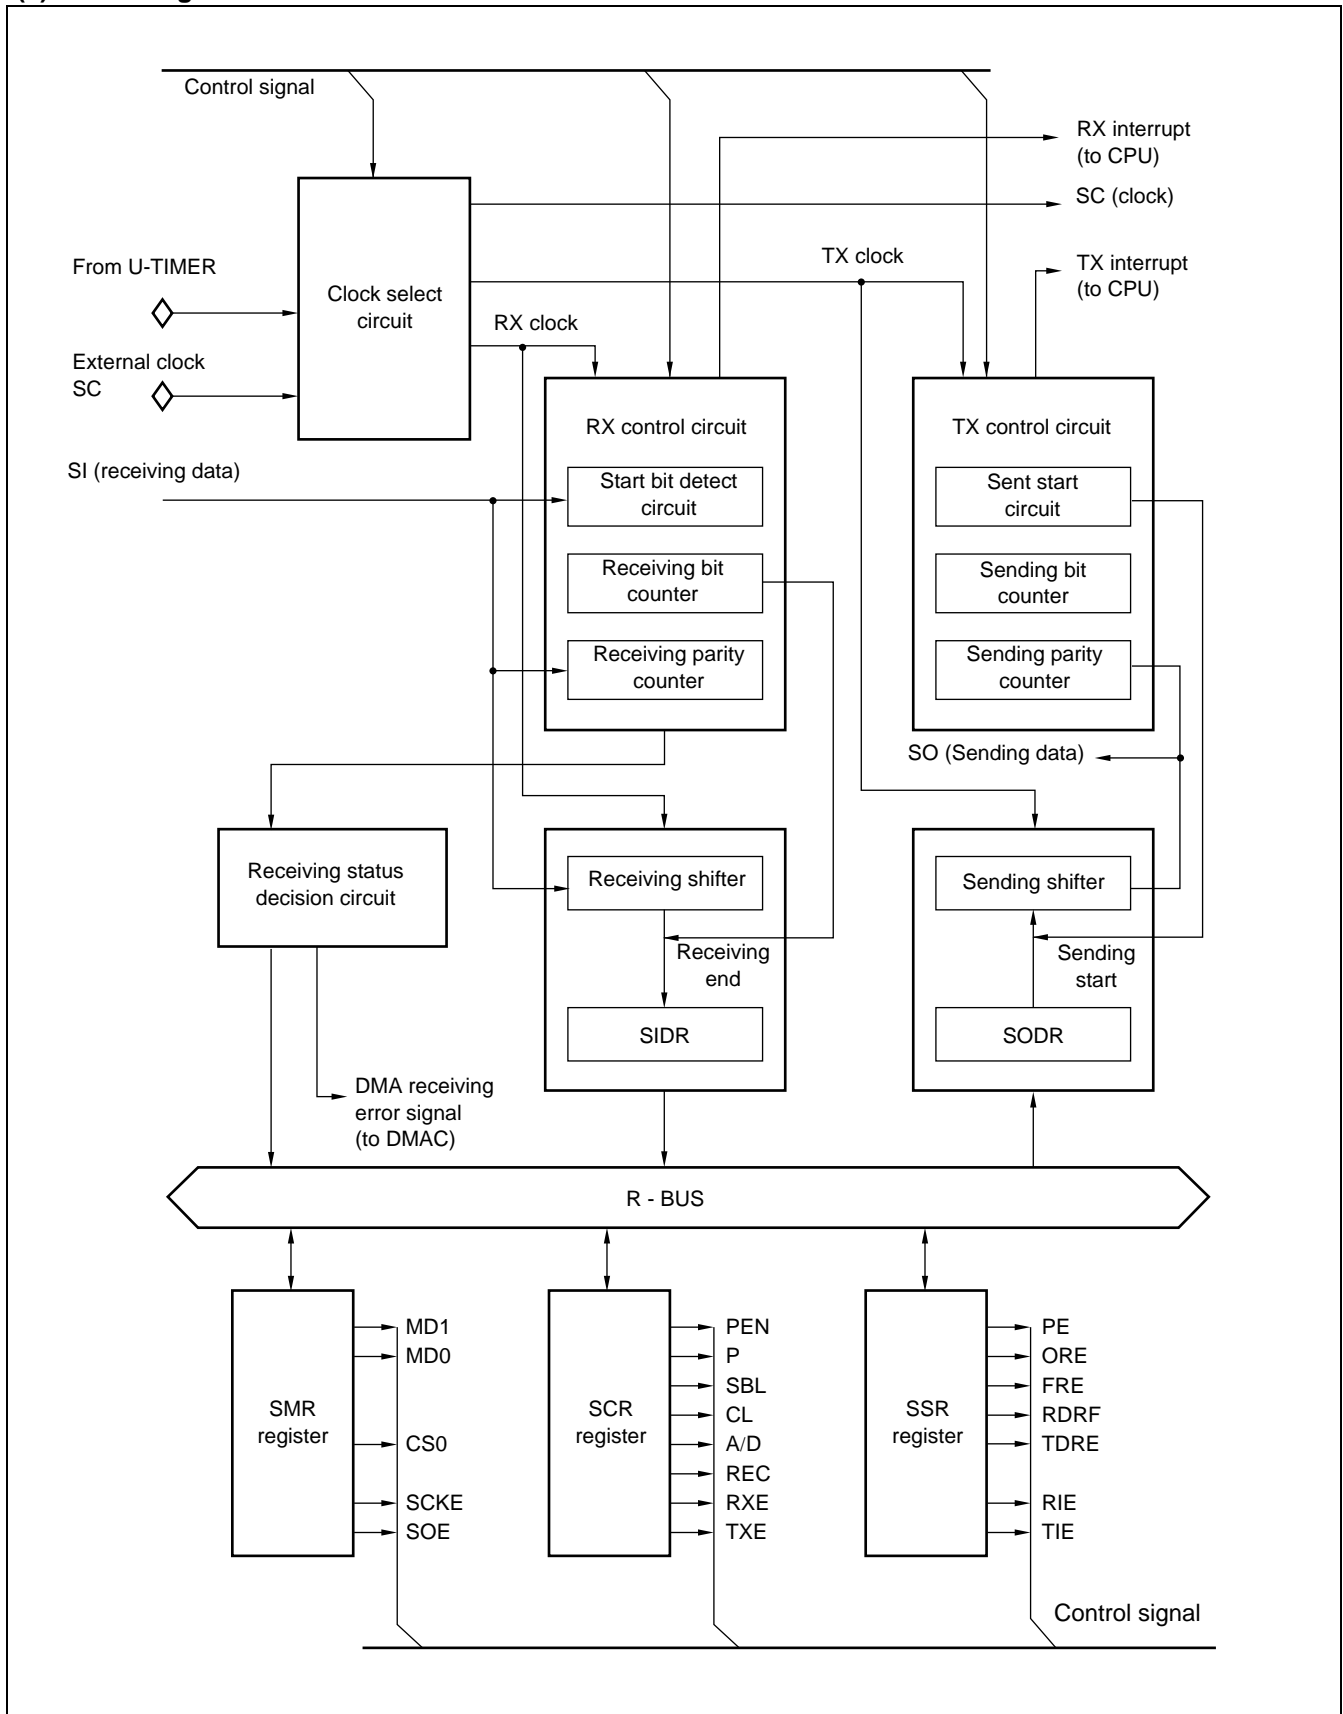 Control signal
RX interrupt
(to CPU)
SC (clock)
TX clock
TX interrupt
(to CPU)
From U-TIMER
Clock select
circuit
RX clock
External clock
SC
RX control circuit
TX control circuit
SI (receiving data)
Start bit detect
circuit
Sent start
circuit
Receiving bit
counter
Sending bit
counter
Receiving parity
counter
Sending parity
counter
SO (Sending data)
Receiving status
decision circuit
Receiving shifter
Sending shifter
Receiving
end
Sending
start
SIDR
SODR
DMA receiving
error signal
(to DMAC)
R - BUS
SMR
register
MD1
MD0
CS0
SCKE
SOE
SCR
register
PEN
P
SBL
CL
A/D
REC
RXE
TXE
SSR
register
PE
ORE
FRE
RDRF
TDRE
RIE
TIE
Control signal